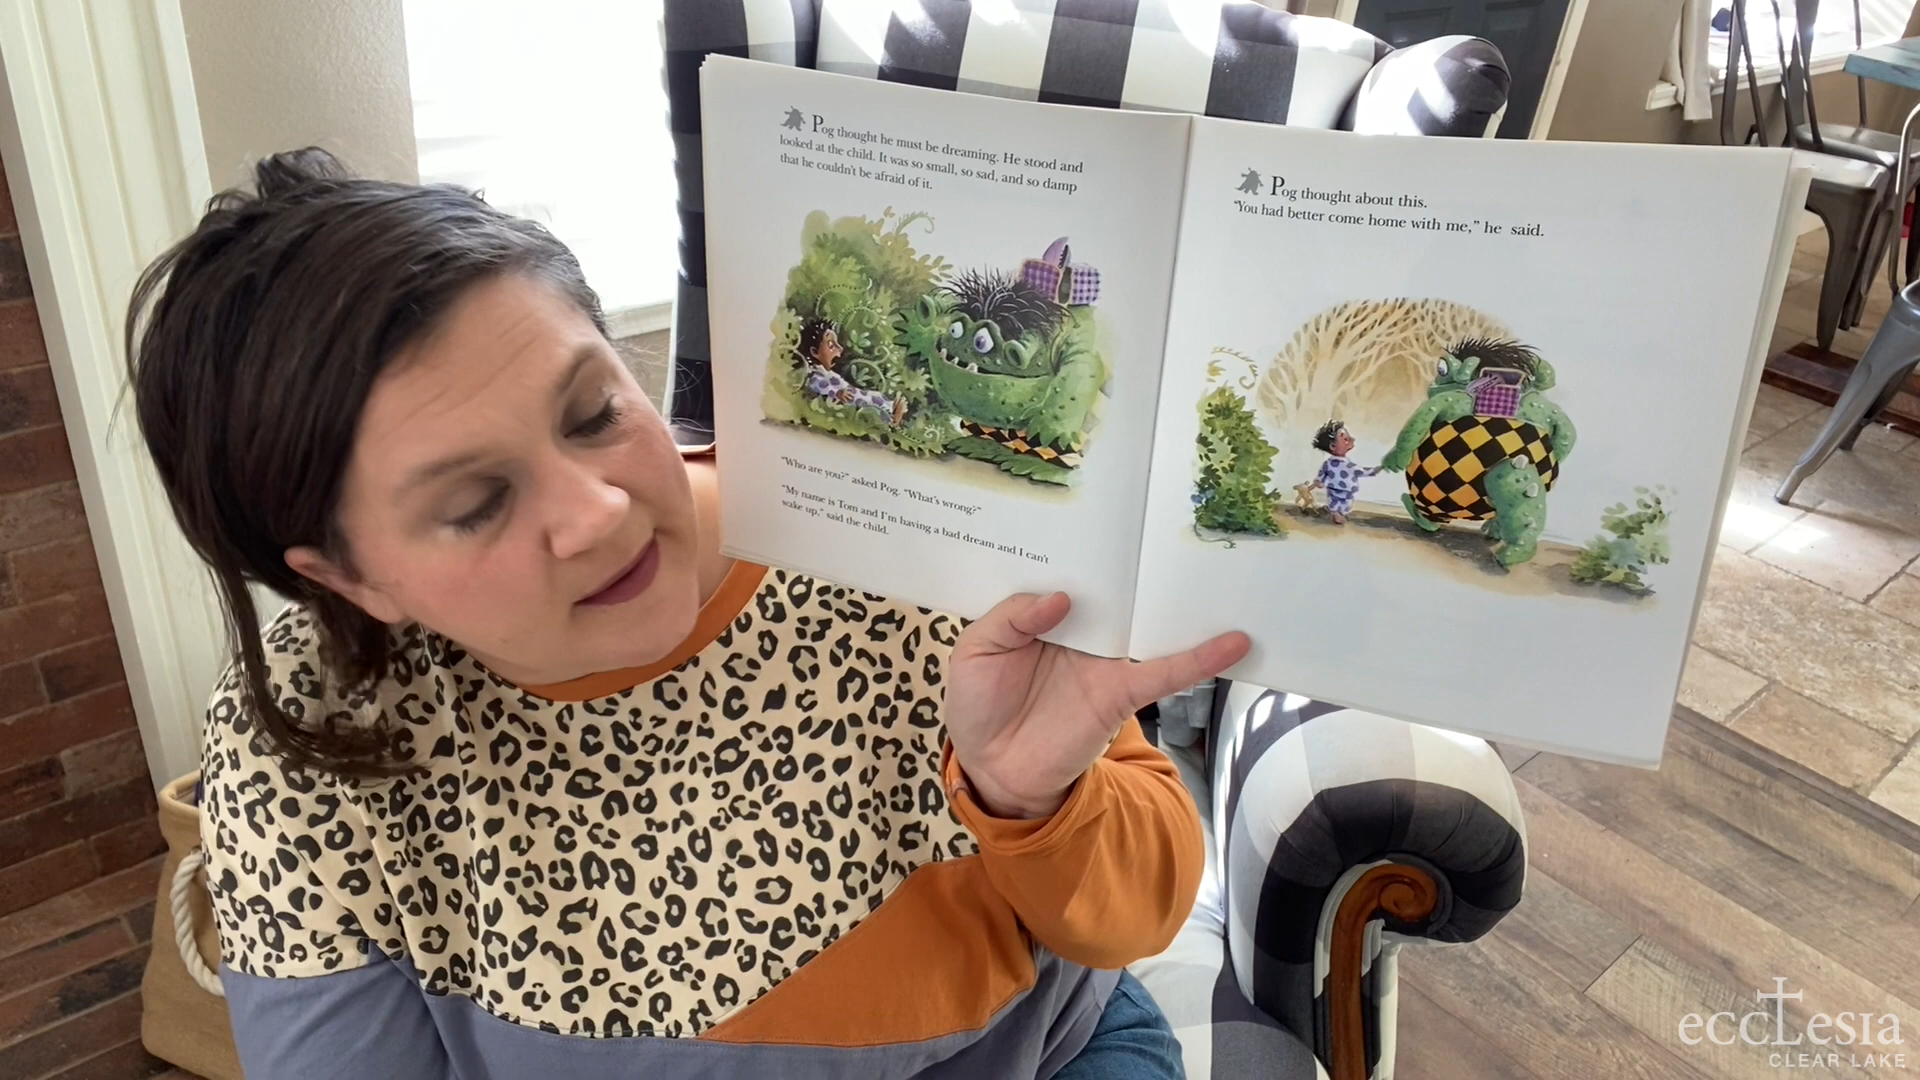 Pog thought he must be dreaming. He stood and
looked at the child. It was so small, so sad, and so damp
that he couldn't be afraid of it.
"Who are you?" asked Pog. "What's wrong?"
"My name is Tom and I'm having a bad dream and I can't
wake up," said the child.
Pog thought about this.
"You had better come home with me," he said.
eccLesia
CLEAR LAKE